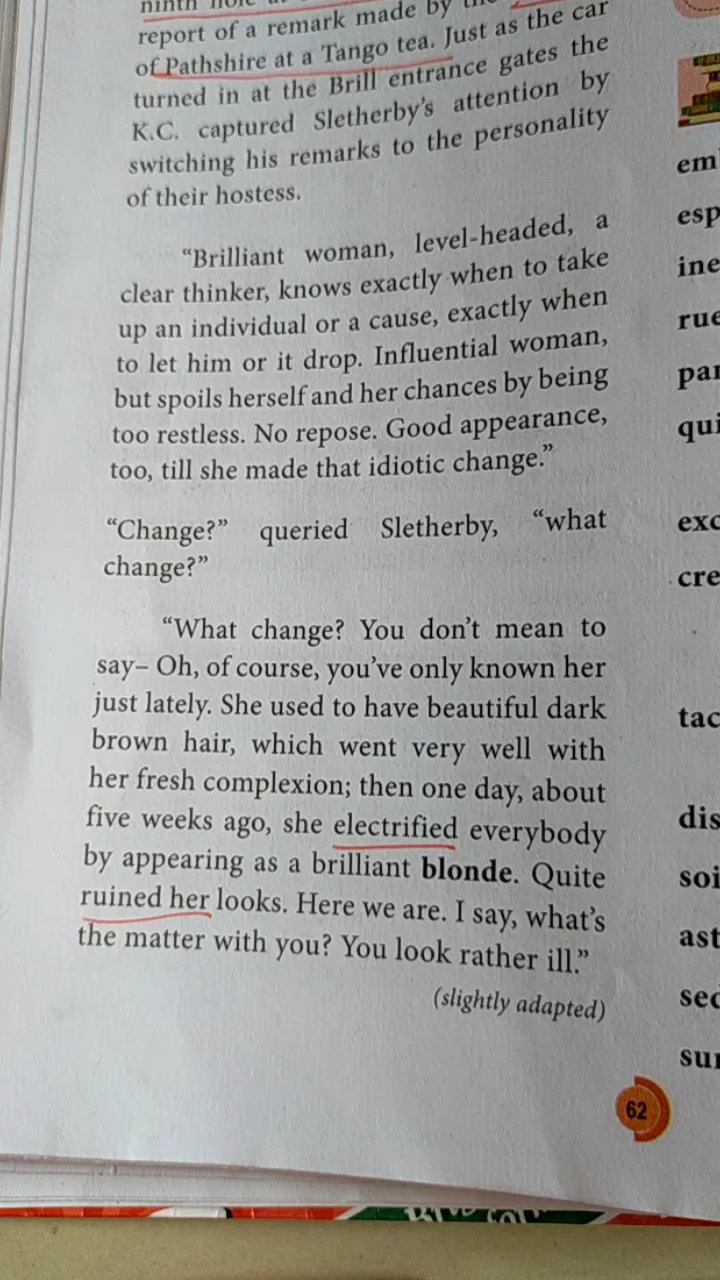 ninth
report of a remark made by
of Pathshire at a Tango tea. Just as the car
turned in at the Brill entrance gates the
K.C. captured Sletherby's attention by
switching his remarks to the personality
of their hostess.
“Brilliant woman, level-headed, a
clear thinker, knows exactly when to take
up an individual or a cause, exactly when
to let him or it drop. Influential woman,
but spoils herself and her chances by being
too restless. No repose. Good appearance,
too, till she made that idiotic change.”
“Change?” queried Sletherby, “what
change?”
“What change? You don’t mean to
say– Oh, of course, you’ve only known her
just lately. She used to have beautiful dark
brown hair, which went very well with
her fresh complexion; then one day, about
five weeks ago, she electrified everybody
by appearing as a brilliant blonde. Quite
ruined her looks. Here we are. I say, what’s
the matter with you? You look rather ill.”
(slightly adapted)
62
em
esp
ine
rue
par
qui
exc
cre
tac
dis
soi
ast
sec
sur